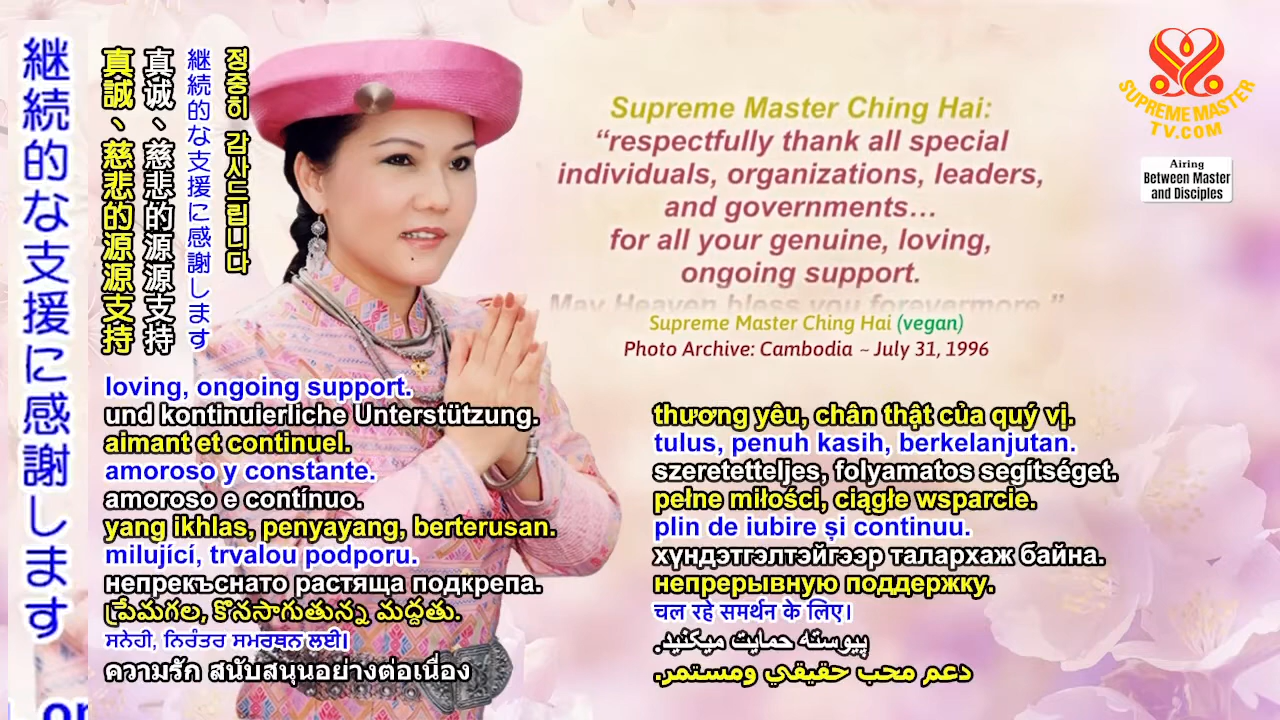 継続的な支援に感謝します
真誠、慈悲的源源支持
真诚、慈悲的源源支持
継続的な支援に感謝します
정중히 감사드립니다
Supreme Master Ching Hai:
“respectfully thank all special
individuals, organizations, leaders,
and governments…
for all your genuine, loving,
ongoing support.
May Heaven bless you forevermore.”
Supreme Master Ching Hai (vegan)
Photo Archive: Cambodia ~ July 31, 1996
SUPREME MASTER
TV.COM
Airing
Between Master
and Disciples
loving, ongoing support.
und kontinuierliche Unterstützung.
aimant et continuel.
amoroso y constante.
amoroso e contínuo.
yang ikhlas, penyayang, berterusan.
milující, trvalou podporu.
непрекъснато растяща подкрепа.
ప్రేమగల, కొనసాగుతున్న మద్దతు.
ਸਨੇਹੀ, ਨਿਰੰਤਰ ਸਮਰਥਨ ਲਈ।
ความรัก สนับสนุนอย่างต่อเนื่อง
thương yêu, chân thật của quý vị.
tulus, penuh kasih, berkelanjutan.
szeretetteljes, folyamatos segítséget.
pełne miłości, ciągłe wsparcie.
plin de iubire și continuu.
хүндэтгэлтэйгээр талархаж байна.
непрерывную поддержку.
चल रहे समर्थन के लिए।
پیوسته حمایت میکنید.
دعم محب حقيقي ومستمر.
or